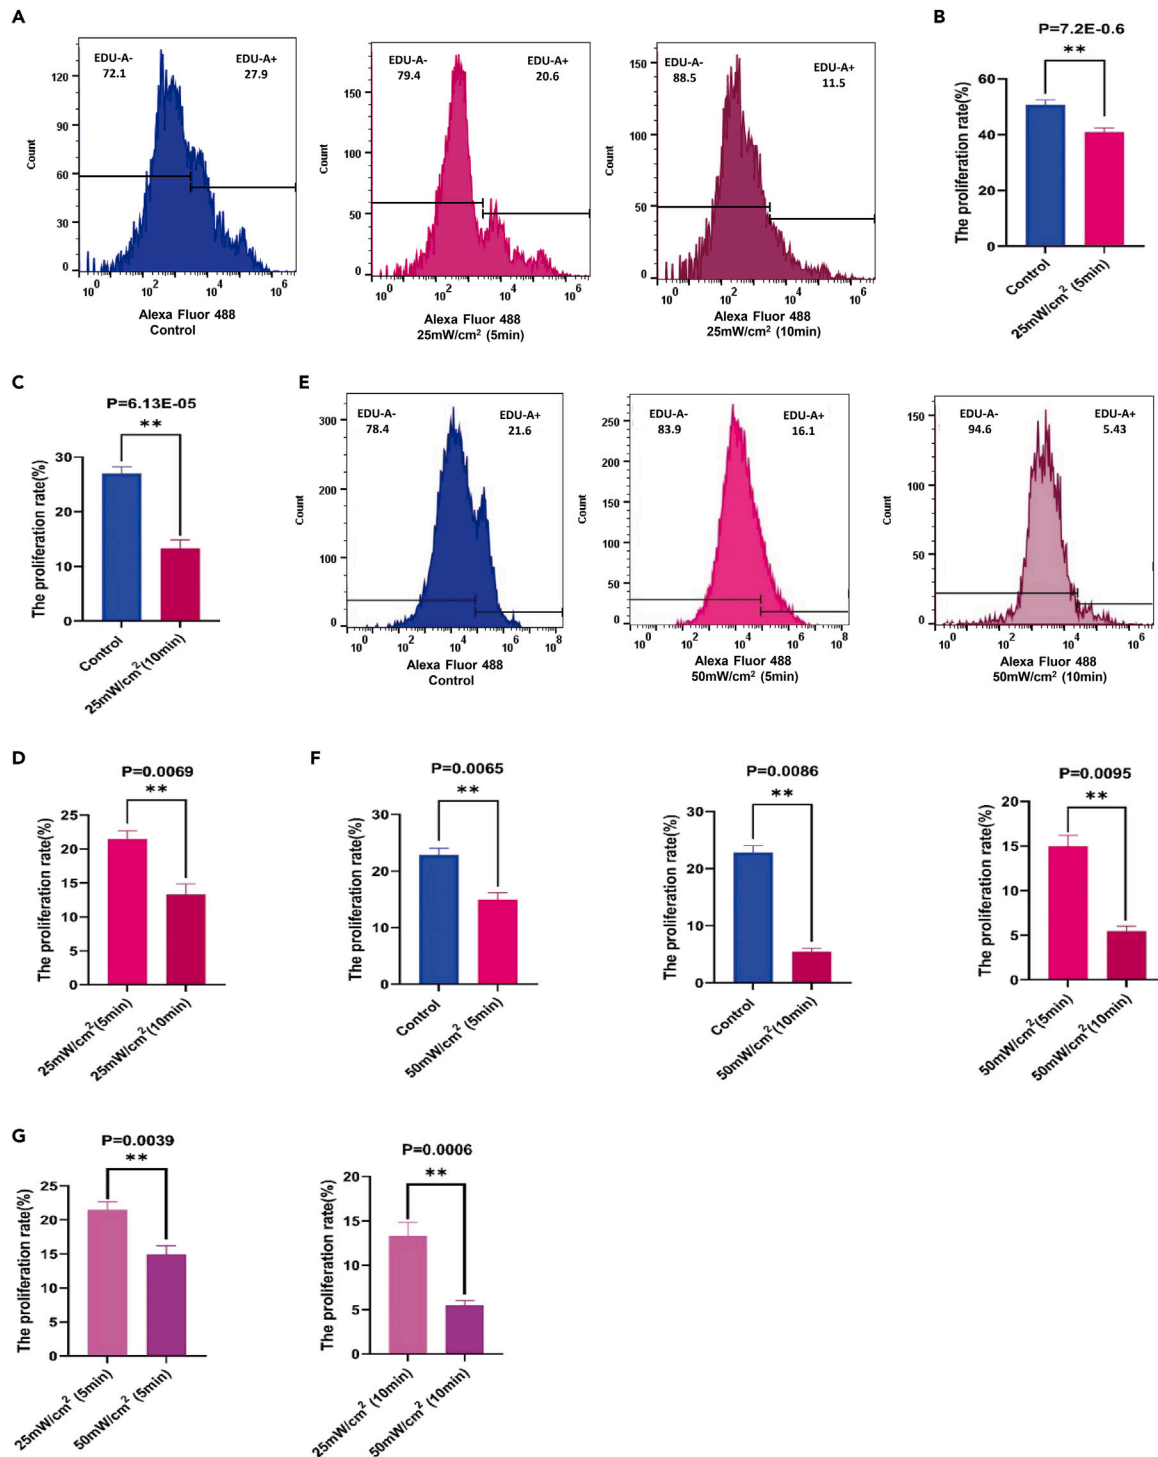 A
EDU-A-
72.1
EDU-A+
27.9
120
90
60
30
0
Count
10^0 10^2 10^4 10^6
Alexa Fluor 488
Control
EDU-A-
79.4
EDU-A+
20.6
150
100
50
0
Count
10^0 10^2 10^4 10^6
Alexa Fluor 488
25mW/cm² (5min)
EDU-A-
88.5
EDU-A+
11.5
150
100
50
0
Count
10^0 10^2 10^4 10^6
Alexa Fluor 488
25mW/cm² (10min)
B
P=7.2E-0.6
**
60
40
20
0
The proliferation rate(%)
Control
25mW/cm² (5min)
C
P=6.13E-05
**
30
20
10
0
The proliferation rate(%)
Control
25mW/cm² (10min)
E
EDU-A-
78.4
EDU-A+
21.6
300
200
100
0
Count
10^0 10^2 10^4 10^6 10^8
Alexa Fluor 488
Control
EDU-A-
83.9
EDU-A+
16.1
250
200
150
100
50
0
Count
10^0 10^2 10^4 10^6 10^8
Alexa Fluor 488
50mW/cm² (5min)
EDU-A-
94.6
EDU-A+
5.43
150
100
50
0
Count
10^0 10^2 10^4 10^6
Alexa Fluor 488
50mW/cm² (10min)
D
P=0.0069
**
25
20
15
10
5
0
The proliferation rate(%)
25mW/cm² (5min)
25mW/cm² (10min)
F
P=0.0065
**
30
20
10
0
The proliferation rate(%)
Control
50mW/cm² (5min)
P=0.0086
**
30
20
10
0
The proliferation rate(%)
Control
50mW/cm² (10min)
P=0.0095
**
20
15
10
5
0
The proliferation rate(%)
50mW/cm² (5min)
50mW/cm² (10min)
G
P=0.0039
**
25
20
15
10
5
0
The proliferation rate(%)
25mW/cm² (5min)
50mW/cm² (5min)
P=0.0006
**
20
15
10
5
0
The proliferation rate(%)
25mW/cm² (10min)
50mW/cm² (10min)